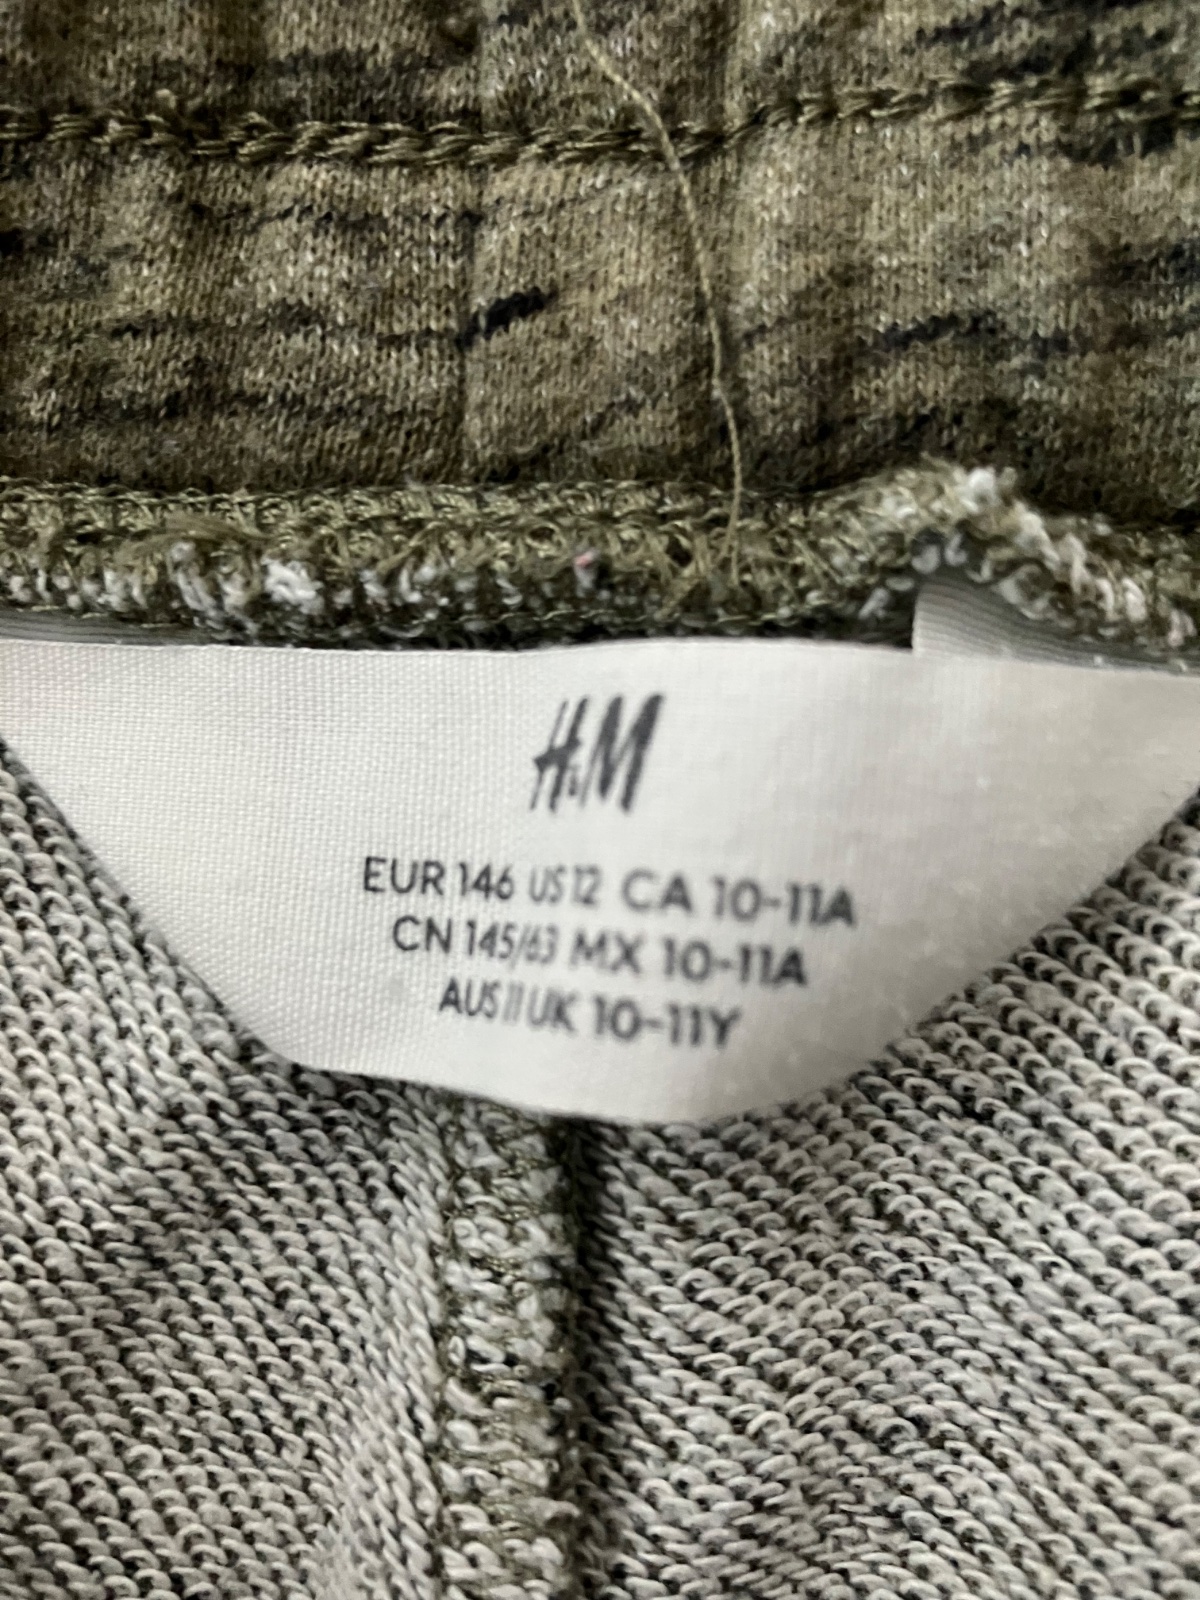 H&M
EUR 146 US 12 CA 10-11A
CN 145/63 MX 10-11A
AUS 11 UK 10-11Y